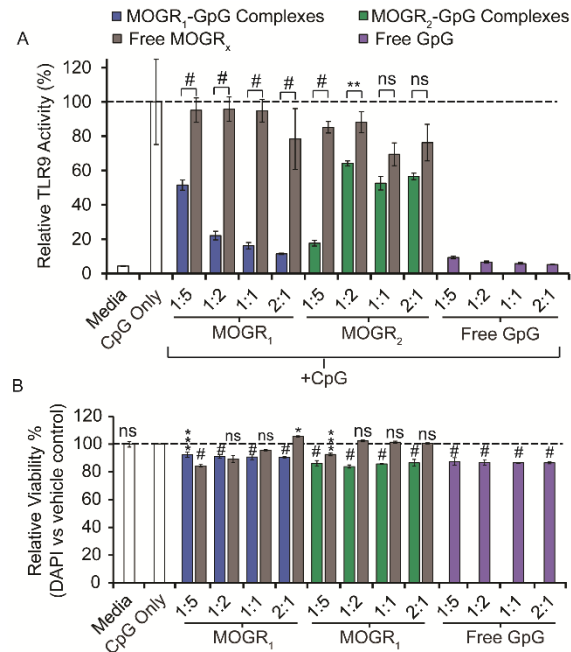 MOGR1-GpG Complexes
MOGR2-GpG Complexes
Free MOGRx
Free GpG
A
Relative TLR9 Activity (%)
120
100
80
60
40
20
0
# # # # # ** ns ns
Media
CpG Only
1:5 1:2 1:1 2:1 1:5 1:2 1:1 2:1 1:5 1:2 1:1 2:1
MOGR1 MOGR2 Free GpG
+CpG
B
Relative Viability %
(DAPI vs vehicle control)
120
100
80
60
40
20
0
ns *** # # ns # ns # * # *** # ns # ns # ns # # # #
Media
CpG Only
1:5 1:2 1:1 2:1 1:5 1:2 1:1 2:1 1:5 1:2 1:1 2:1
MOGR1 MOGR1 Free GpG